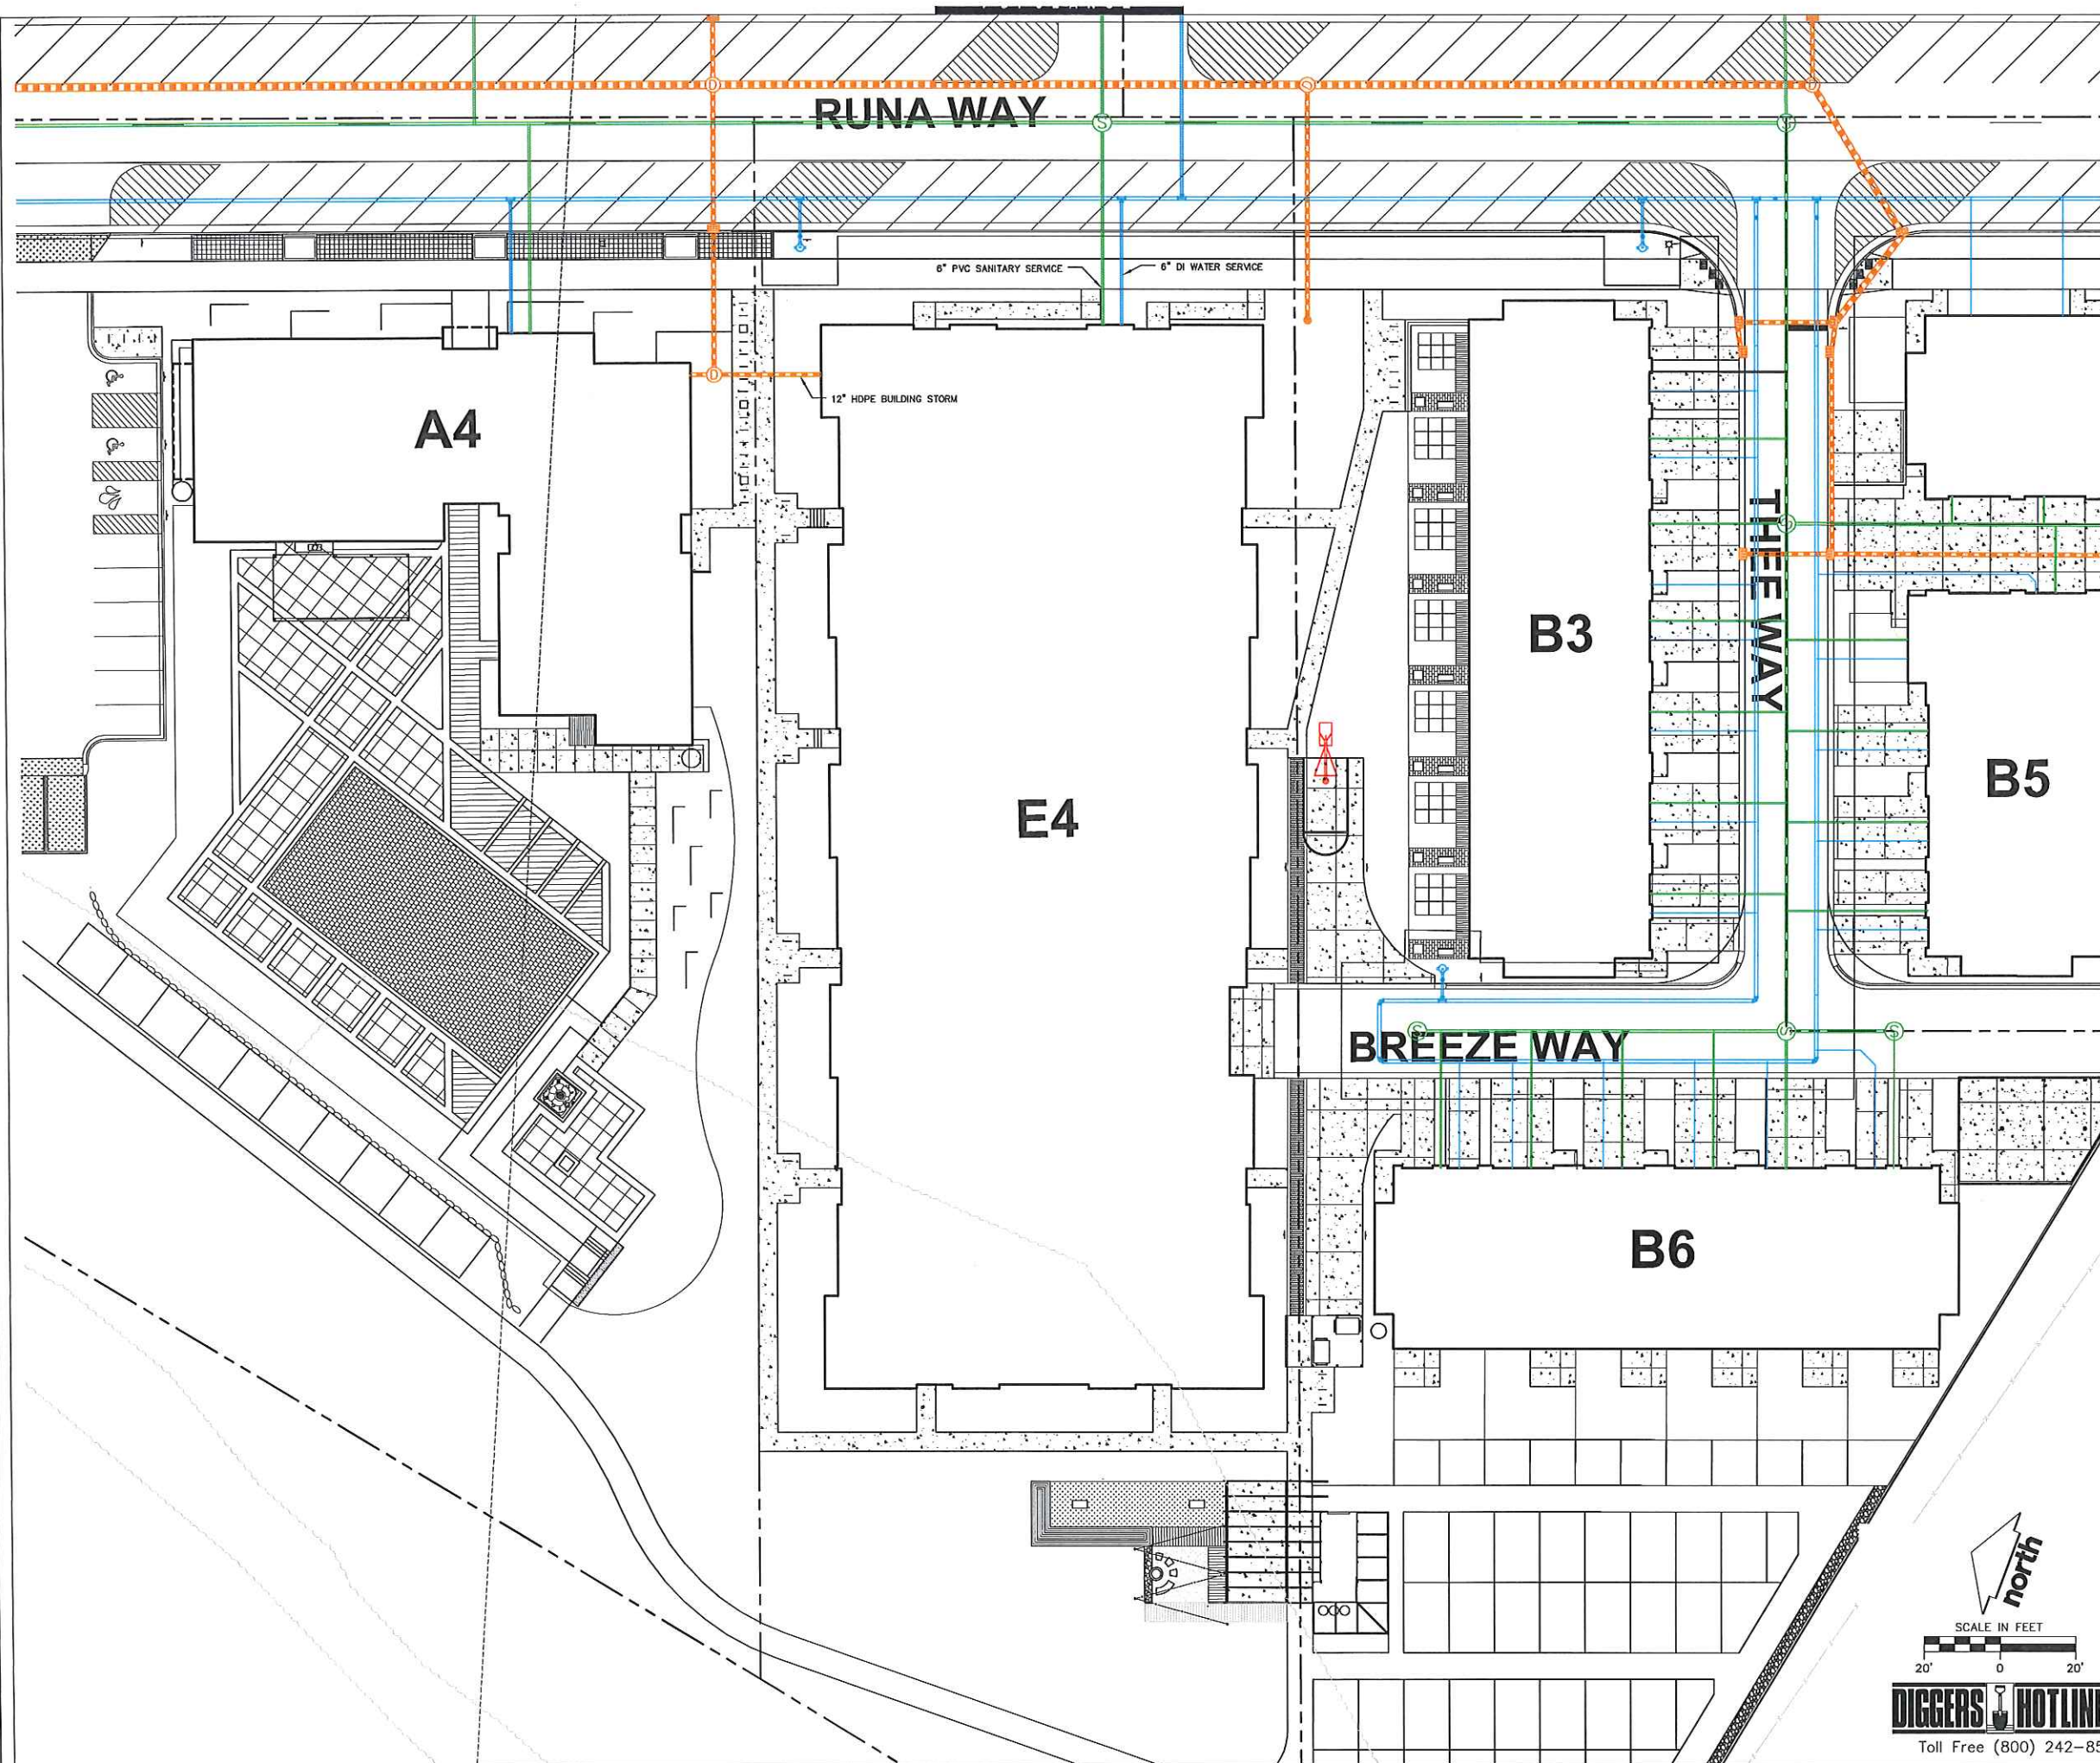 RUNA WAY
6" PVC SANITARY SERVICE
6" DI WATER SERVICE
12" HDPE BUILDING STORM
A4
E4
B3
THEE WAY
B5
BREEZE WAY
B6
north
SCALE IN FEET
20' 0 20'
DIGGERS HOTLINE
Toll Free (800) 242-8